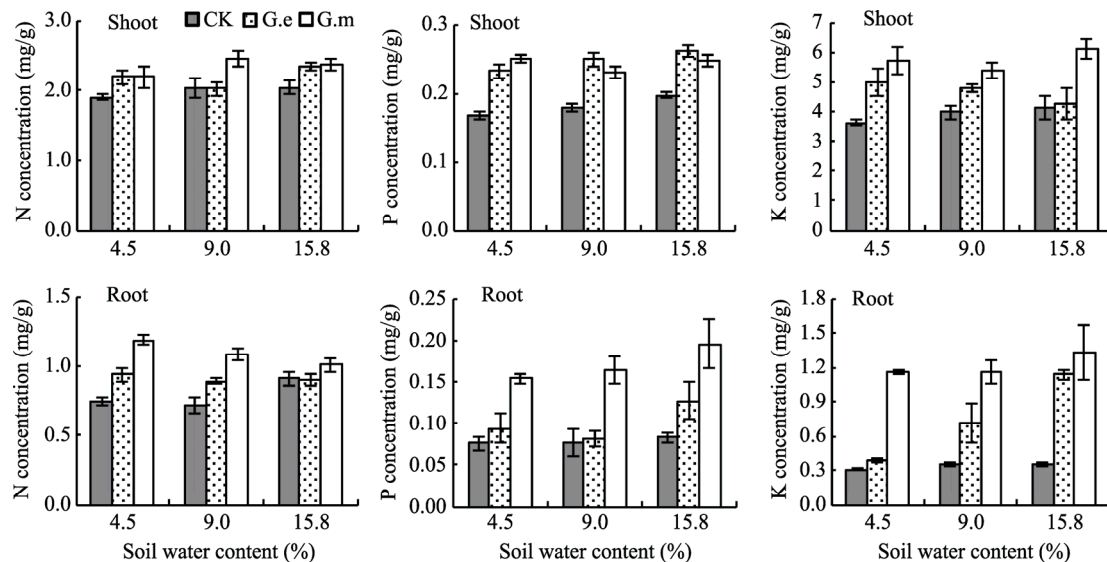 Shoot
CK G.e G.m
N concentration (mg/g)
3.0
2.0
1.0
0.0
4.5 9.0 15.8
Shoot
P concentration (mg/g)
0.3
0.2
0.1
0.0
4.5 9.0 15.8
Shoot
K concentration (mg/g)
7
6
5
4
3
2
1
0
4.5 9.0 15.8
Root
N concentration (mg/g)
1.5
1.0
0.5
0.0
4.5 9.0 15.8
Soil water content (%)
Root
P concentration (mg/g)
0.25
0.20
0.15
0.10
0.05
0.00
4.5 9.0 15.8
Soil water content (%)
Root
K concentration (mg/g)
1.8
1.5
1.2
0.9
0.6
0.3
0.0
4.5 9.0 15.8
Soil water content (%)